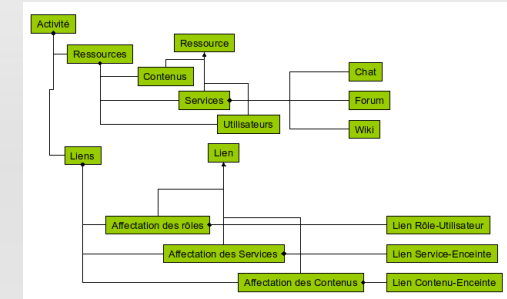 Activité
Ressource
Ressources
Contenus
Chat
Services
Forum
Utilisateurs
Wiki
Liens
Lien
Affectation des rôles
Lien Rôle-Utilisateur
Affectation des Services
Lien Service-Enceinte
Affectation des Contenus
Lien Contenu-Enceinte